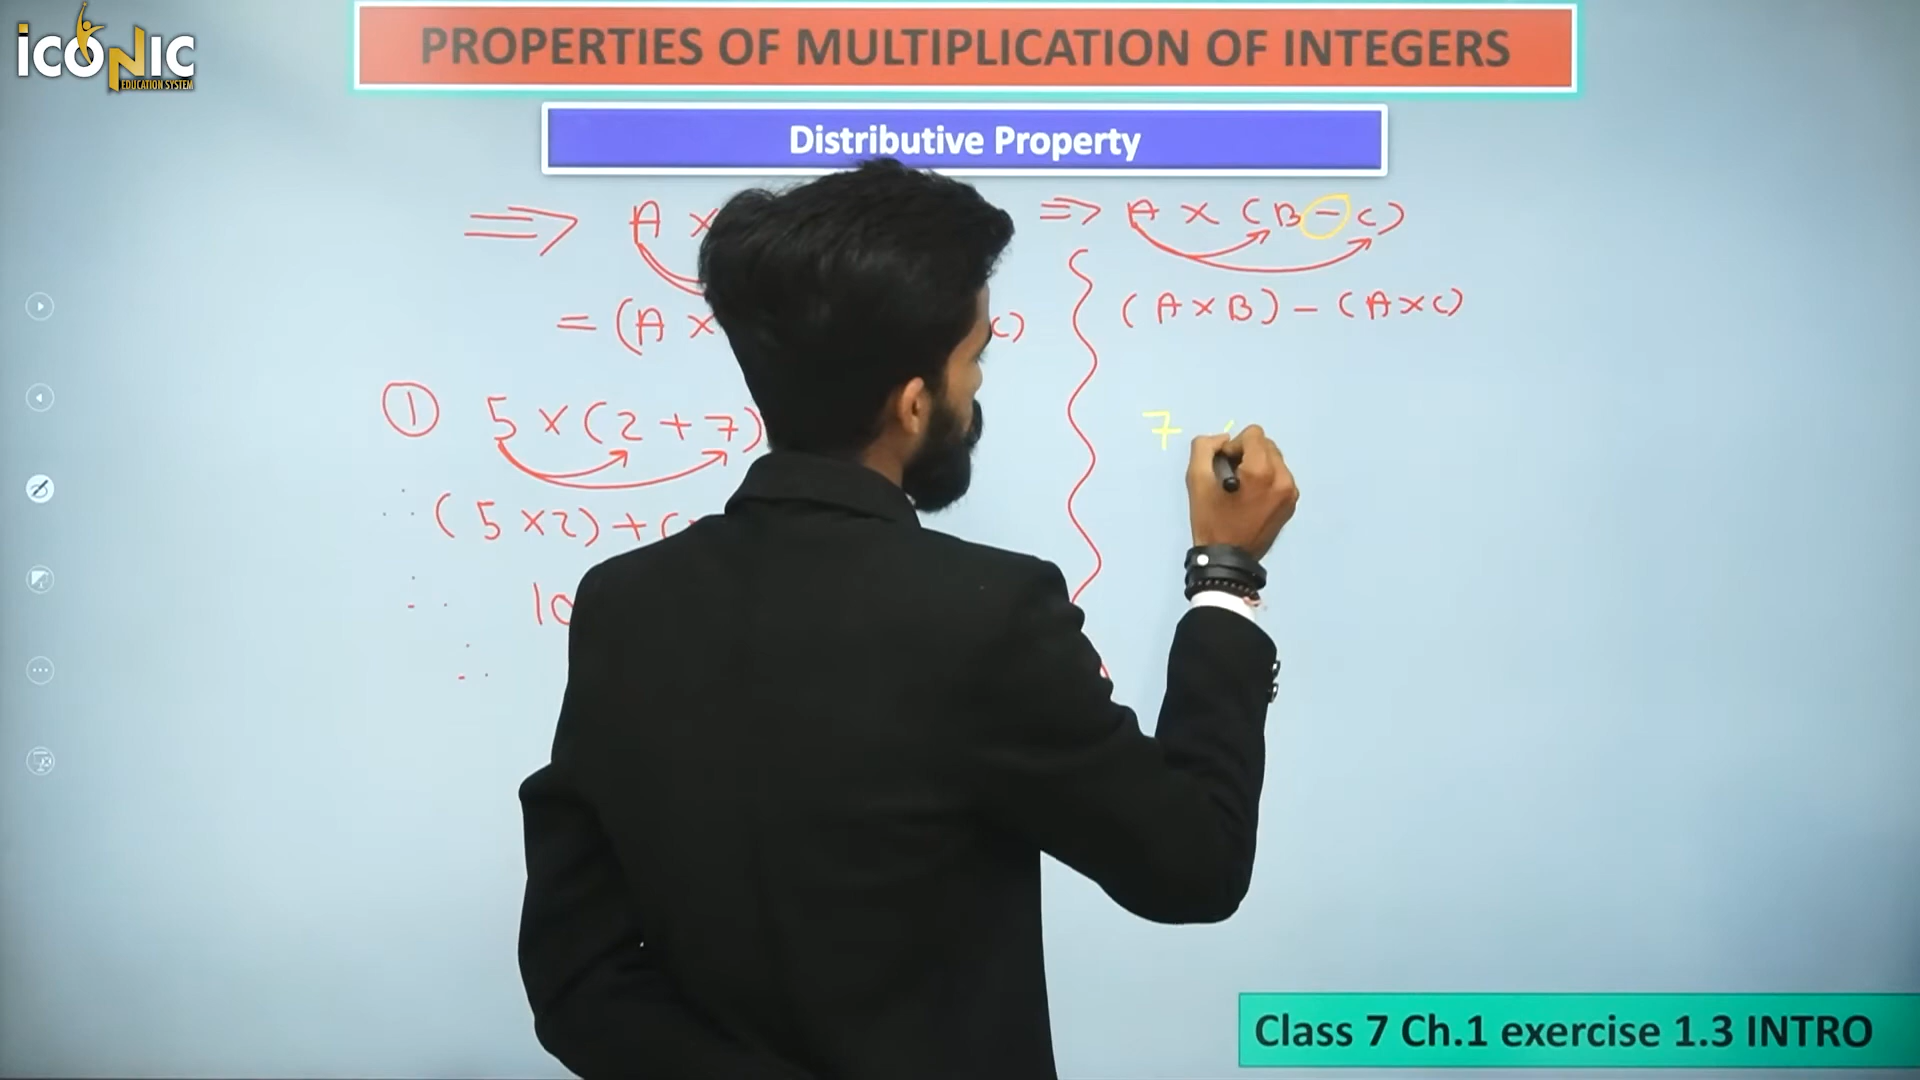 iCONIC
EDUCATION SYSTEM
PROPERTIES OF MULTIPLICATION OF INTEGERS
Distributive Property
⇒ A ×
= (A × C)
① 5 × (2 + 7)
∴ (5 × 2) + (
∴ 10
∴
⇒ A × (B - C)
(A × B) - (A × C)
7
Class 7 Ch.1 exercise 1.3 INTRO